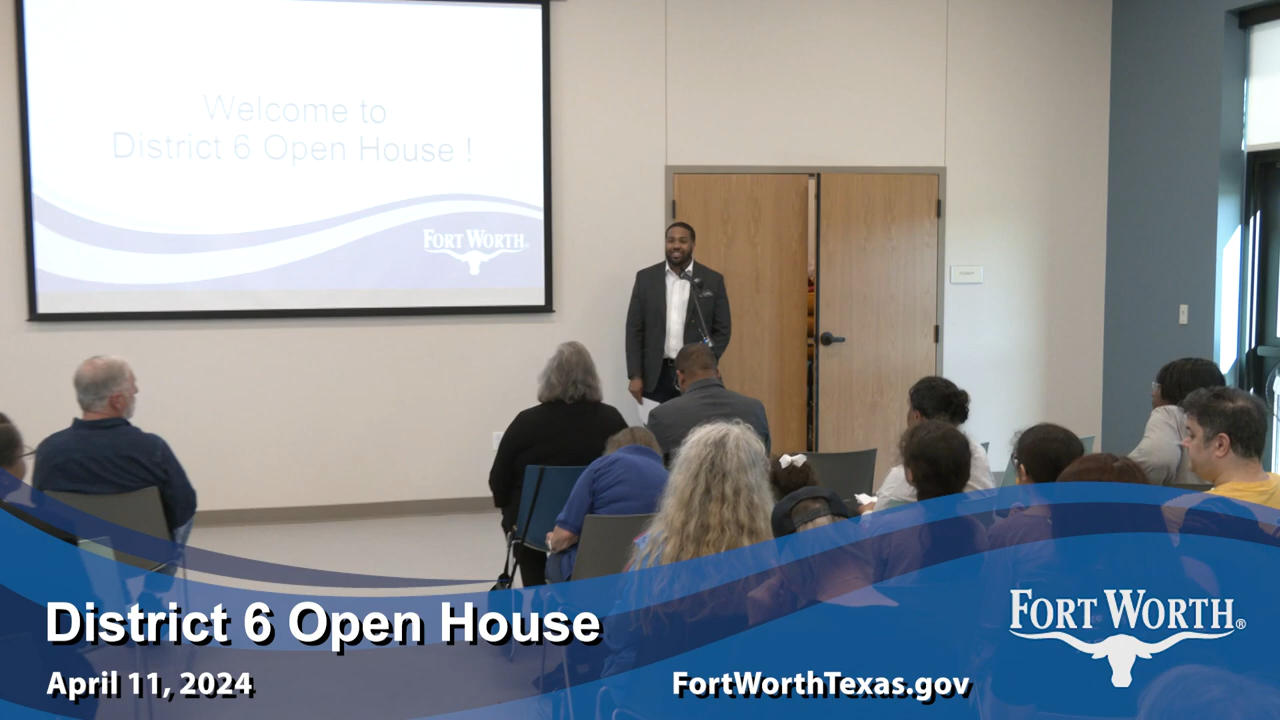 Welcome to
District 6 Open House !
FORT WORTH
District 6 Open House
April 11, 2024
FortWorthTexas.gov
FORT WORTH®